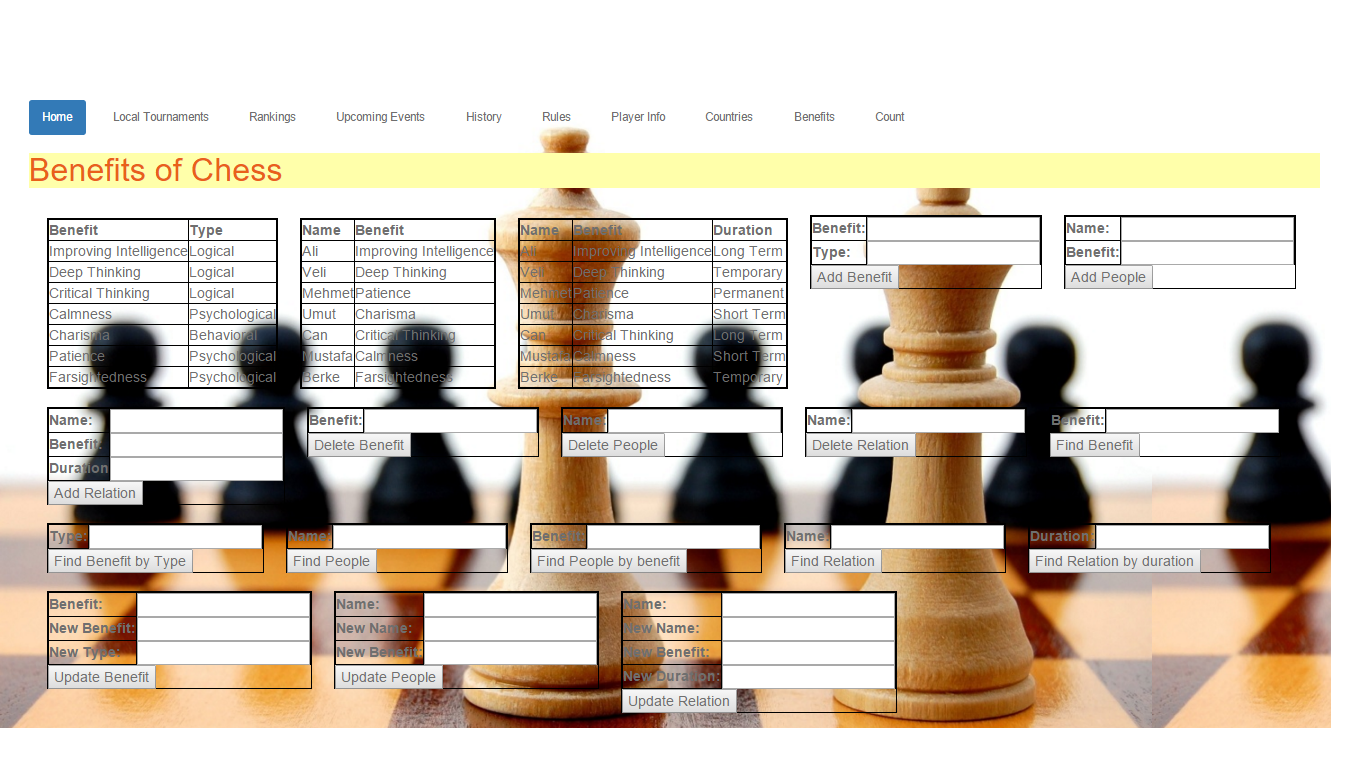 Home Local Tournaments Rankings Upcoming Events History Rules Player Info Countries Benefits Count
Benefits of Chess
Benefit Type
Improving Intelligence Logical
Deep Thinking Logical
Critical Thinking Logical
Calmness Psychological
Charisma Behavioral
Patience Psychological
Farsightedness Psychological
Name Benefit
Ali Improving Intelligence
Veli Deep Thinking
Mehmet Patience
Umut Charisma
Can Critical Thinking
Mustafa Calmness
Berke Farsightedness
Name Benefit Duration
Ali Improving Intelligence Long Term
Veli Deep Thinking Temporary
Mehmet Patience Permanent
Umut Charisma Short Term
Can Critical Thinking Long Term
Mustafa Calmness Short Term
Berke Farsightedness Temporary
Benefit:
Type:
Add Benefit
Name:
Benefit:
Add People
Name:
Benefit:
Duration
Add Relation
Benefit:
Delete Benefit
Name:
Delete People
Name:
Delete Relation
Benefit:
Find Benefit
Type:
Find Benefit by Type
Name:
Find People
Benefit:
Find People by benefit
Name:
Find Relation
Duration:
Find Relation by duration
Benefit:
New Benefit:
New Type:
Update Benefit
Name:
New Name:
New Benefit:
Update People
Name:
New Name:
New Benefit:
New Duration:
Update Relation